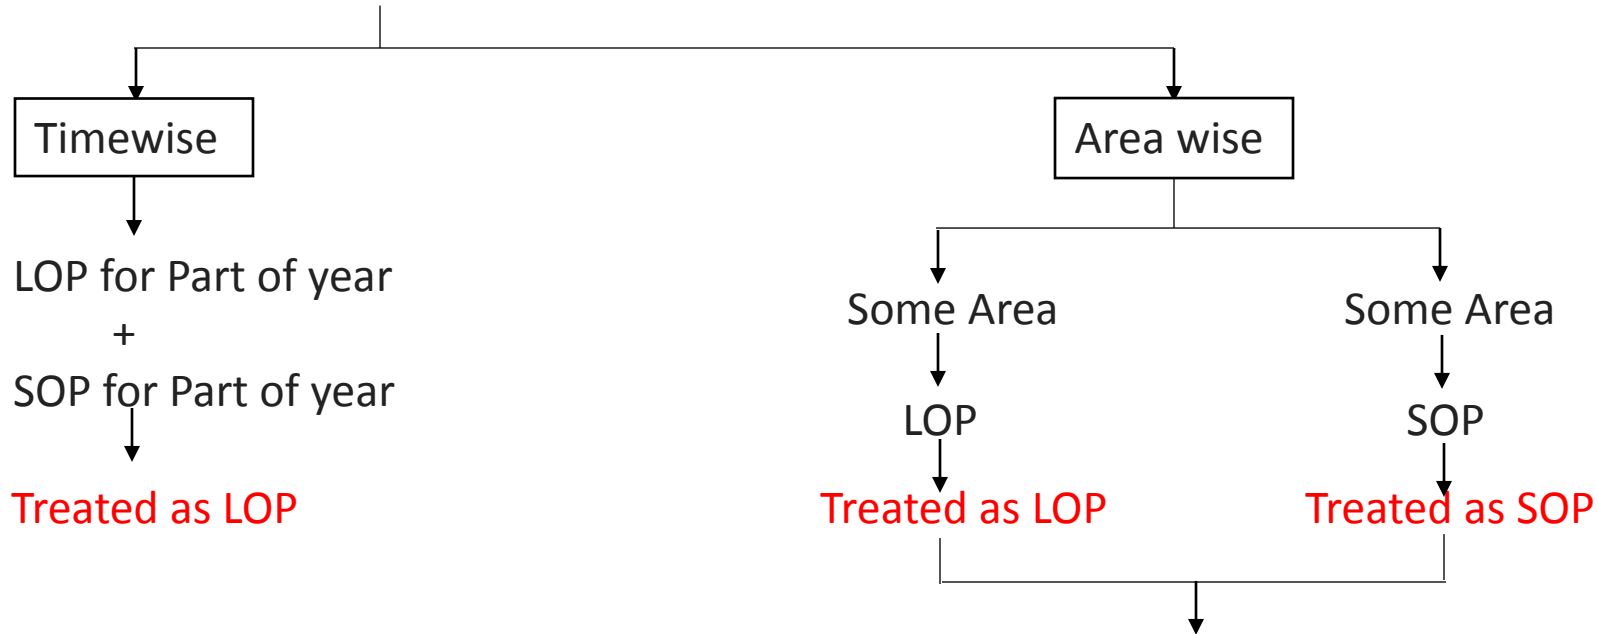 Timewise
Area wise
LOP for Part of year
+
SOP for Part of year
Treated as LOP
Some Area
Some Area
LOP
SOP
Treated as LOP
Treated as SOP